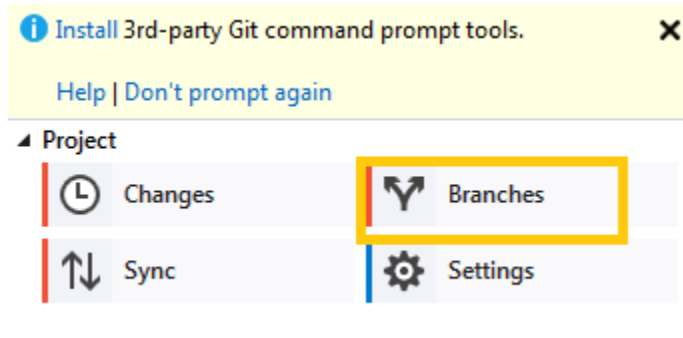 Install 3rd-party Git command prompt tools.
Help | Don't prompt again
Project
Changes
Branches
Sync
Settings